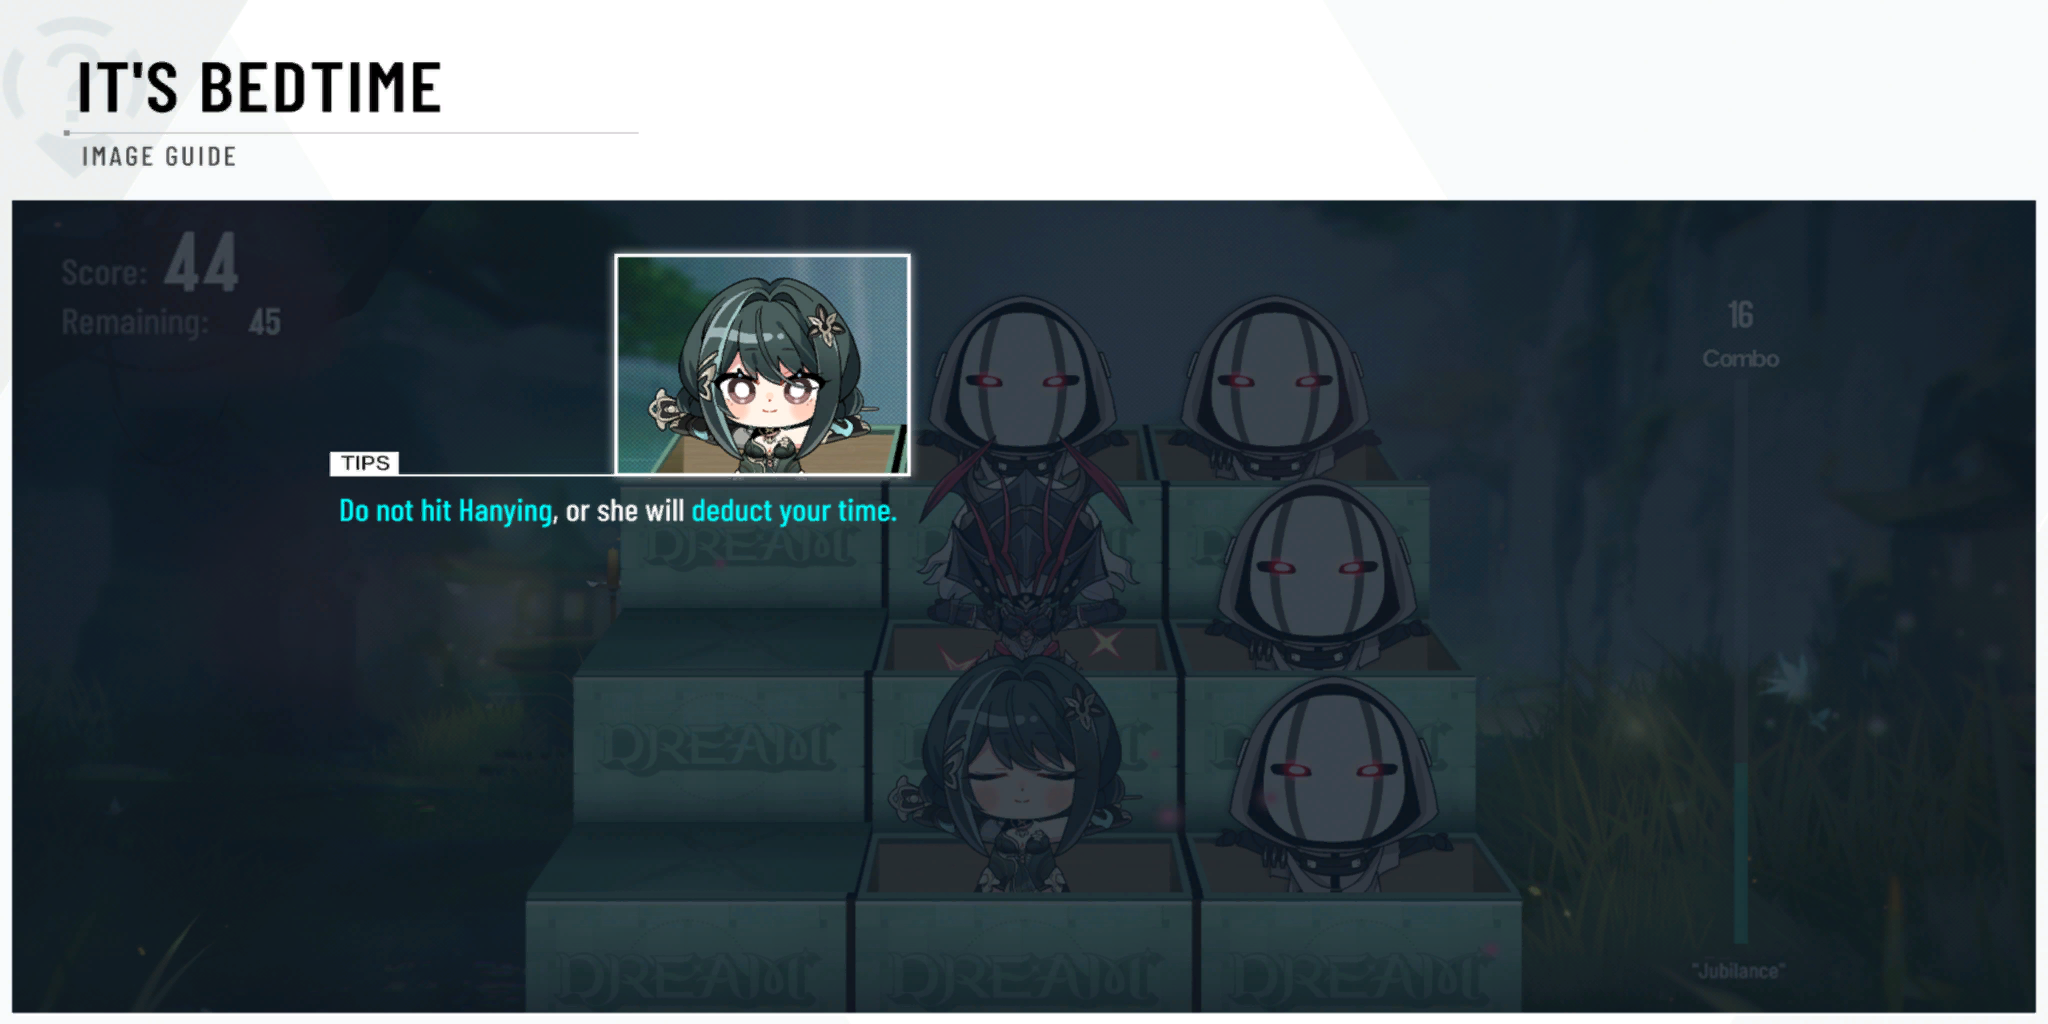 IT'S BEDTIME
IMAGE GUIDE
Score: 44
Remaining: 45
16
Combo
TIPS
Do not hit Hanying, or she will deduct your time.
DREAM
DREAM
DREAM
DREAM
DREAM
"Jubilance"